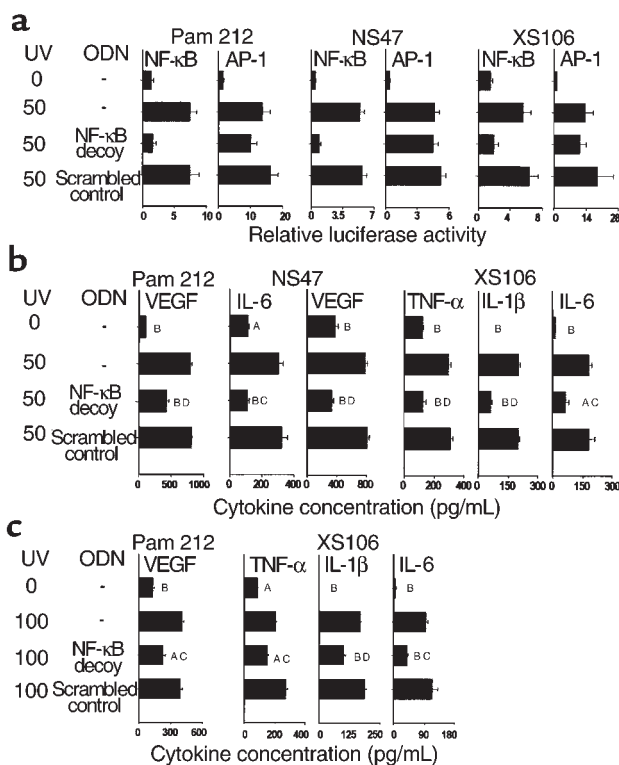 a
Pam 212 NS47 XS106
UV ODN NF-κB AP-1 NF-κB AP-1 NF-κB AP-1
0 -
50 -
50 NF-κB decoy
50 Scrambled control
0 5 10 0 10 20 0 3.5 7 0 3 6 0 4 8 0 14 28
Relative luciferase activity
b
Pam 212 NS47 XS106
UV ODN VEGF IL-6 VEGF TNF-α IL-1β IL-6
0 - B A B B B B
50 -
50 NF-κB decoy BD BC BD BD BD AC
50 Scrambled control
0 500 1000 0 200 400 0 400 800 0 200 400 0 150 300 0 150 300
Cytokine concentration (pg/mL)
c
Pam 212 XS106
UV ODN VEGF TNF-α IL-1β IL-6
0 - B A B B
100 -
100 NF-κB decoy AC AC BD BC
100 Scrambled control
0 300 600 0 200 400 0 125 250 0 90 180
Cytokine concentration (pg/mL)